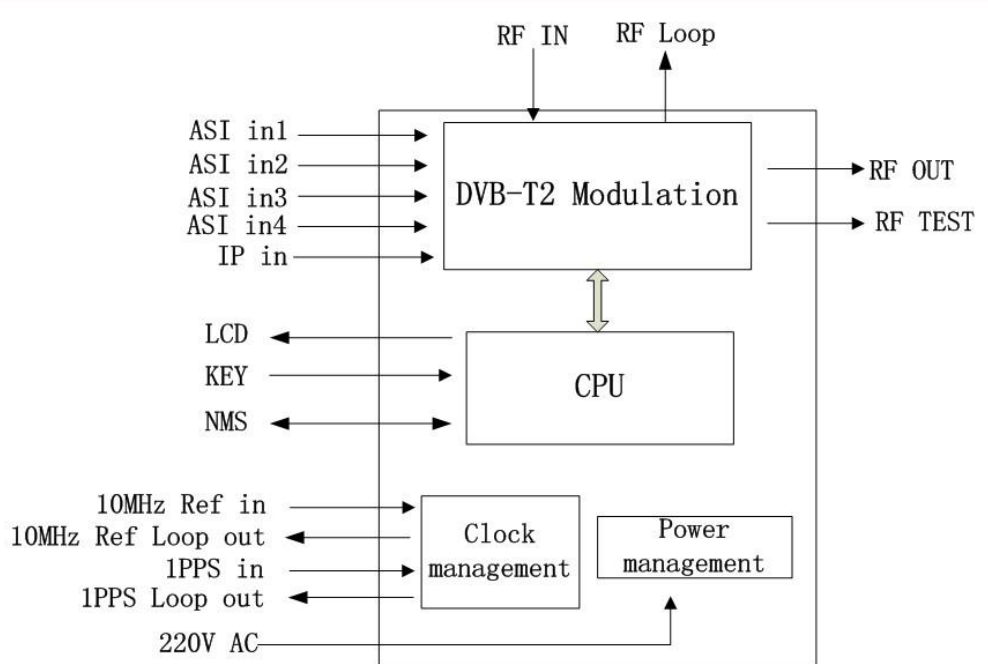 RF IN
RF Loop
ASI in1
ASI in2
ASI in3
ASI in4
IP in
DVB-T2 Modulation
RF OUT
RF TEST
LCD
KEY
NMS
CPU
10MHz Ref in
10MHz Ref Loop out
1PPS in
1PPS Loop out
220V AC
Clock
management
Power
management